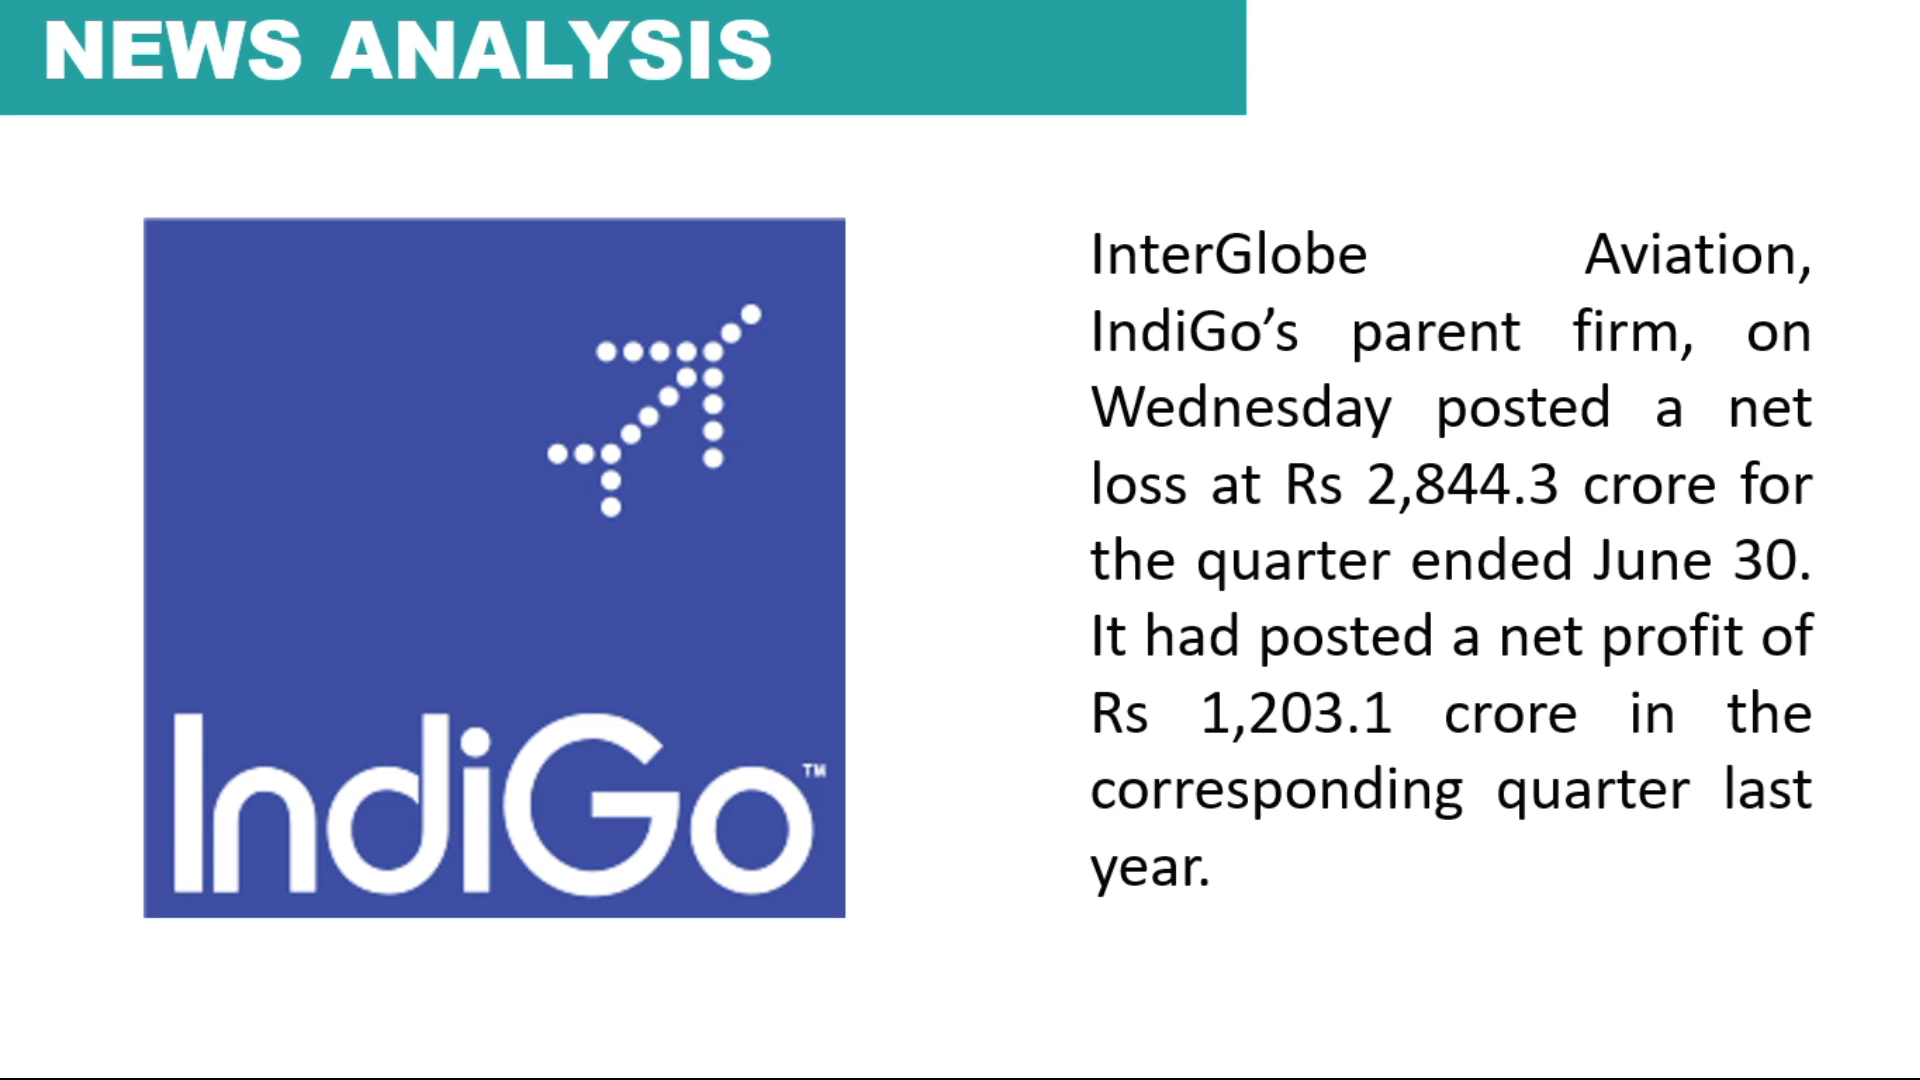 NEWS ANALYSIS
IndiGo™
InterGlobe Aviation,
IndiGo’s parent firm, on
Wednesday posted a net
loss at Rs 2,844.3 crore for
the quarter ended June 30.
It had posted a net profit of
Rs 1,203.1 crore in the
corresponding quarter last
year.